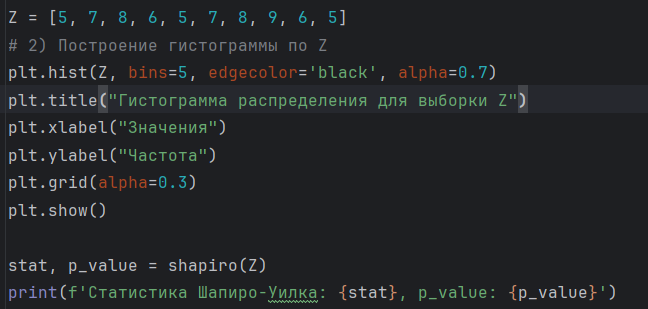 Z = [5, 7, 8, 6, 5, 7, 8, 9, 6, 5]
# 2) Построение гистограммы по Z
plt.hist(Z, bins=5, edgecolor='black', alpha=0.7)
plt.title("Гистограмма распределения для выборки Z")
plt.xlabel("Значения")
plt.ylabel("Частота")
plt.grid(alpha=0.3)
plt.show()
stat, p_value = shapiro(Z)
print(f'Статистика Шапиро-Уилка: {stat}, p_value: {p_value}')